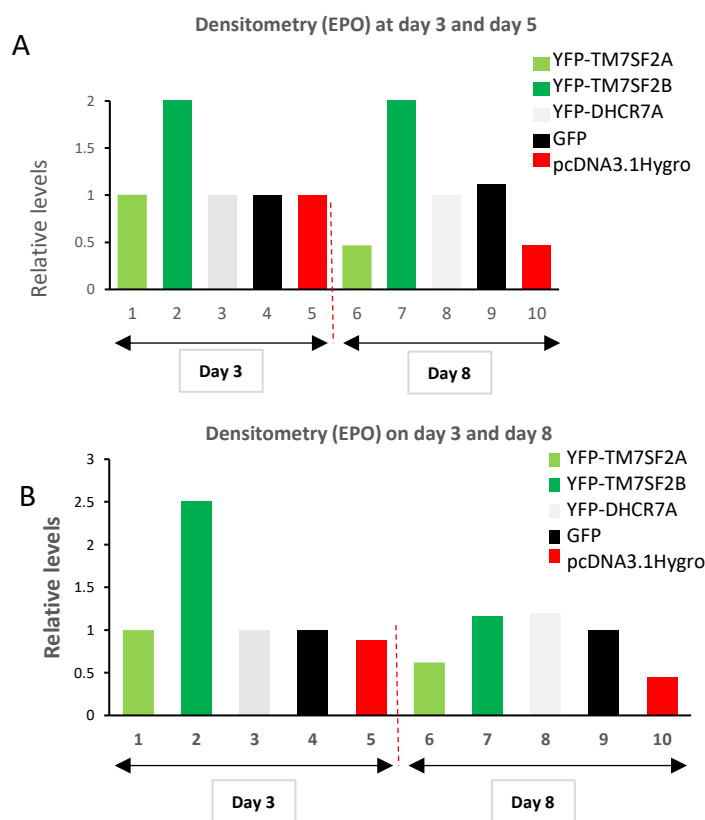 Densitometry (EPO) at day 3 and day 5
A
YFP-TM7SF2A
YFP-TM7SF2B
YFP-DHCR7A
GFP
pcDNA3.1Hygro
Relative levels
2
1.5
1
0.5
0
1 2 3 4 5 6 7 8 9 10
Day 3 Day 8
Densitometry (EPO) on day 3 and day 8
B
YFP-TM7SF2A
YFP-TM7SF2B
YFP-DHCR7A
GFP
pcDNA3.1Hygro
Relative levels
3
2.5
2
1.5
1
0.5
0
1 2 3 4 5 6 7 8 9 10
Day 3 Day 8